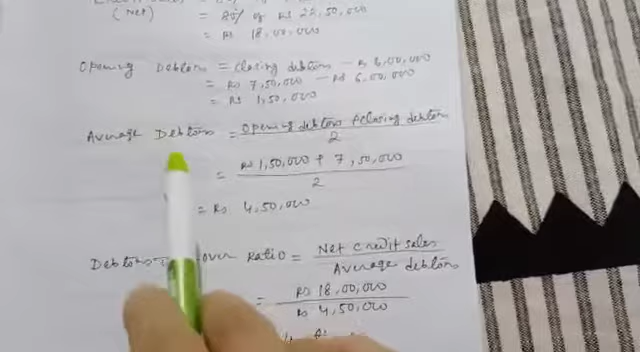 (Net) = 80% of Rs 22,50,000
= Rs 18,00,000
Opening Debtors = Closing debtors - Rs 6,00,000
= Rs 7,50,000 - Rs 6,00,000
= Rs 1,50,000
Average Debtors = Opening debtors + closing debtors
2
= Rs 1,50,000 + 7,50,000
2
= Rs 4,50,000
Debtors over Ratio = Net Credit sales
Average debtors
= Rs 18,00,000
Rs 4,50,000